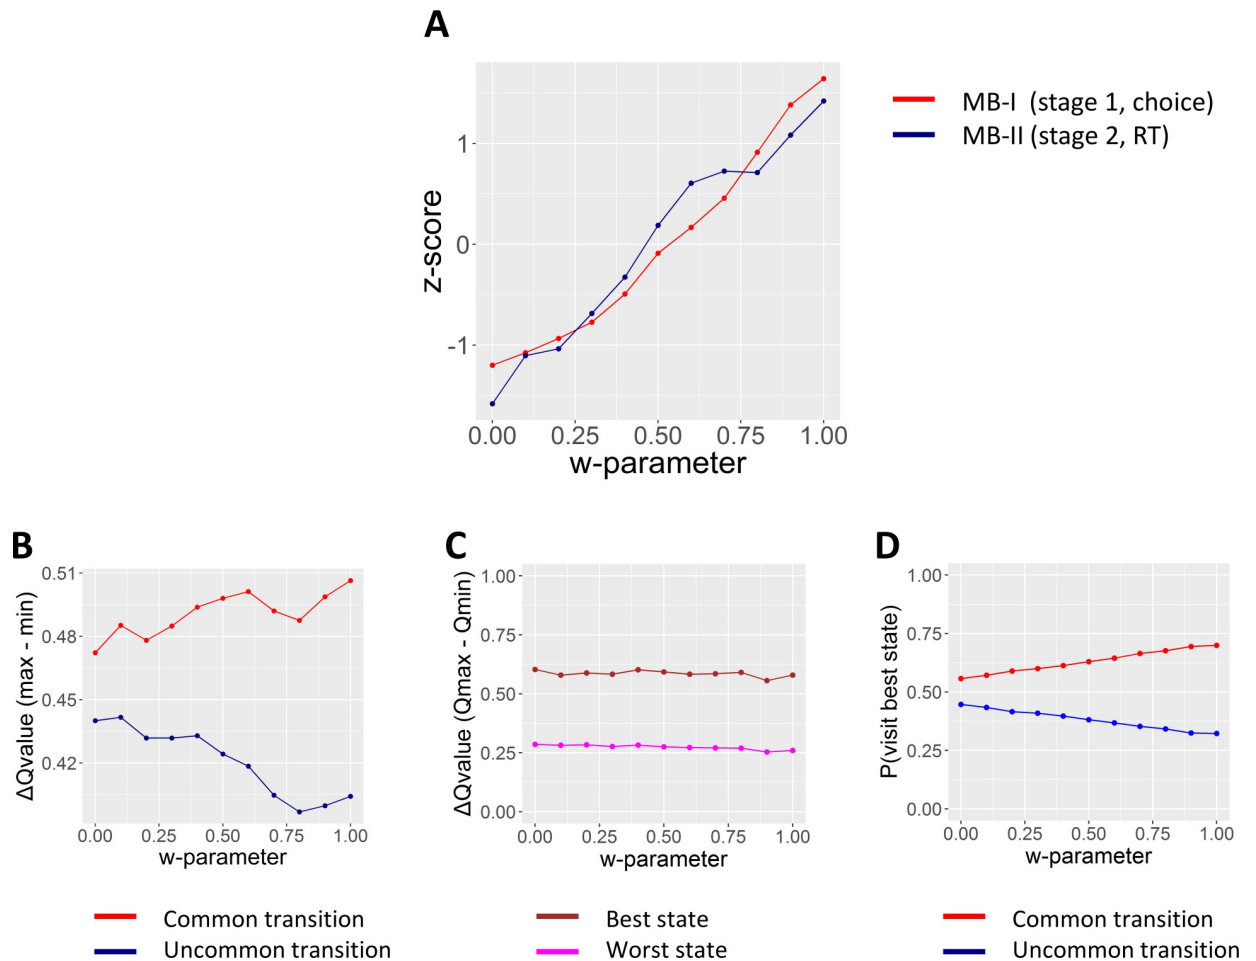 A
MB-I (stage 1, choice)
MB-II (stage 2, RT)
z-score
1
0
-1
0.00 0.25 0.50 0.75 1.00
w-parameter
B
ΔQvalue (max - min)
0.51
0.48
0.45
0.42
0.00 0.25 0.50 0.75 1.00
w-parameter
Common transition
Uncommon transition
C
ΔQvalue (Qmax - Qmin)
1.00
0.75
0.50
0.25
0.00
0.00 0.25 0.50 0.75 1.00
w-parameter
Best state
Worst state
D
P(visit best state)
1.00
0.75
0.50
0.25
0.00
0.00 0.25 0.50 0.75 1.00
w-parameter
Common transition
Uncommon transition